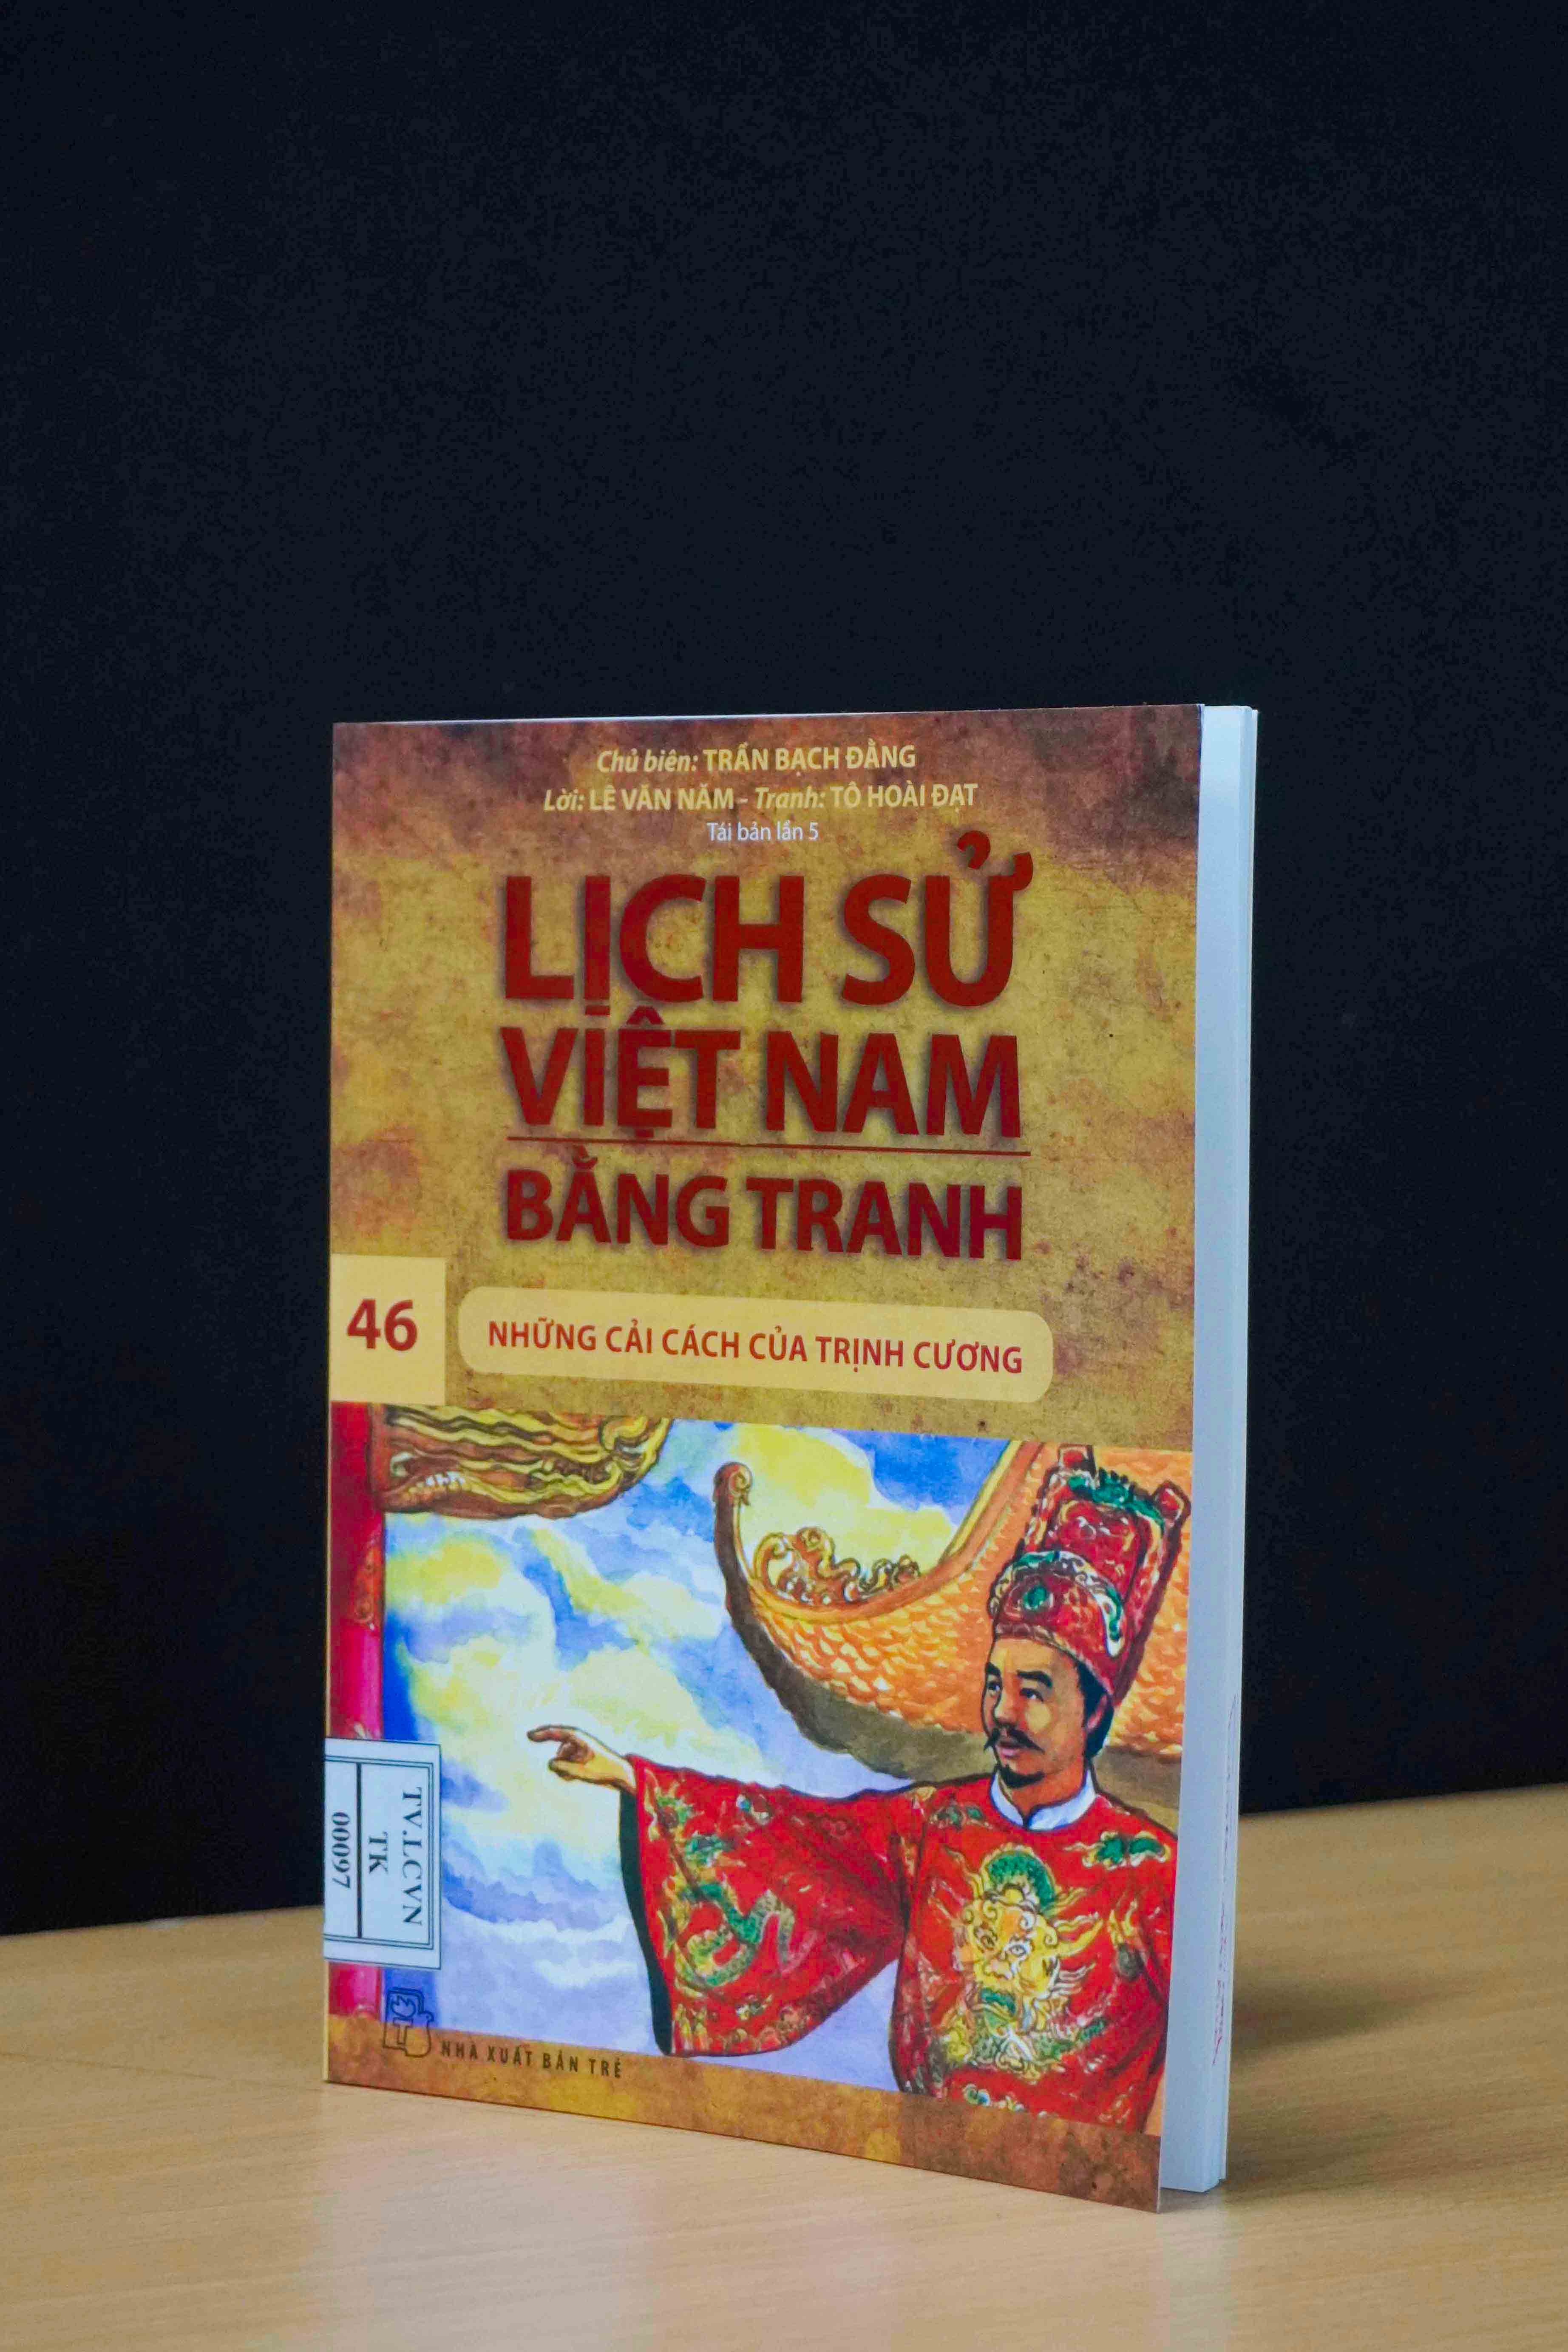 Chủ biên: TRẦN BẠCH ĐẰNG
Lời: LÊ VĂN NĂM - Tranh: TÔ HOÀI ĐẠT
Tái bản lần 5
LỊCH SỬ
VIỆT NAM
BẰNG TRANH
46
NHỮNG CẢI CÁCH CỦA TRỊNH CƯƠNG
TV.LCVN
TK
00097
NHÀ XUẤT BẢN TRẺ